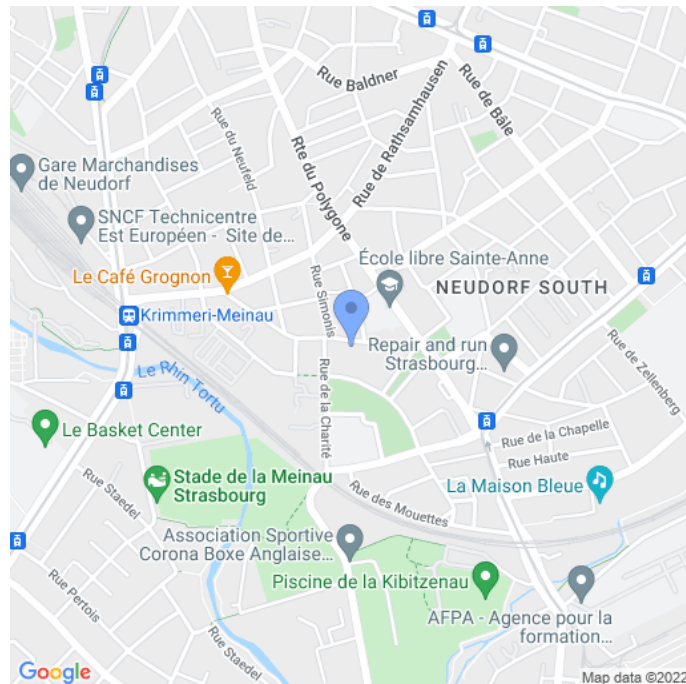 Rue Baldner
Rue de Bâle
Rue du Neufeld
Rte du Polygone
Rue de Rathsamhausen
Gare Marchandises
de Neudorf
SNCF Technicentre
Est Européen - Site de...
École libre Sainte-Anne
Le Café Grognon
Rue Simonis
NEUDORF SOUTH
Krimmeri-Meinau
Repair and run
Strasbourg...
Rue de Zellenberg
Le Rhin Tortu
Rue de la Charité
Le Basket Center
Rue de la Chapelle
Rue Haute
Rue Staedel
Stade de la Meinau
Strasbourg
La Maison Bleue
Rue des Mouettes
Association Sportive
Corona Boxe Anglaise...
Rue Pertois
Piscine de la Kibitzenau
AFPA - Agence pour la
formation...
Rue Staedel
Google
Map data ©2022